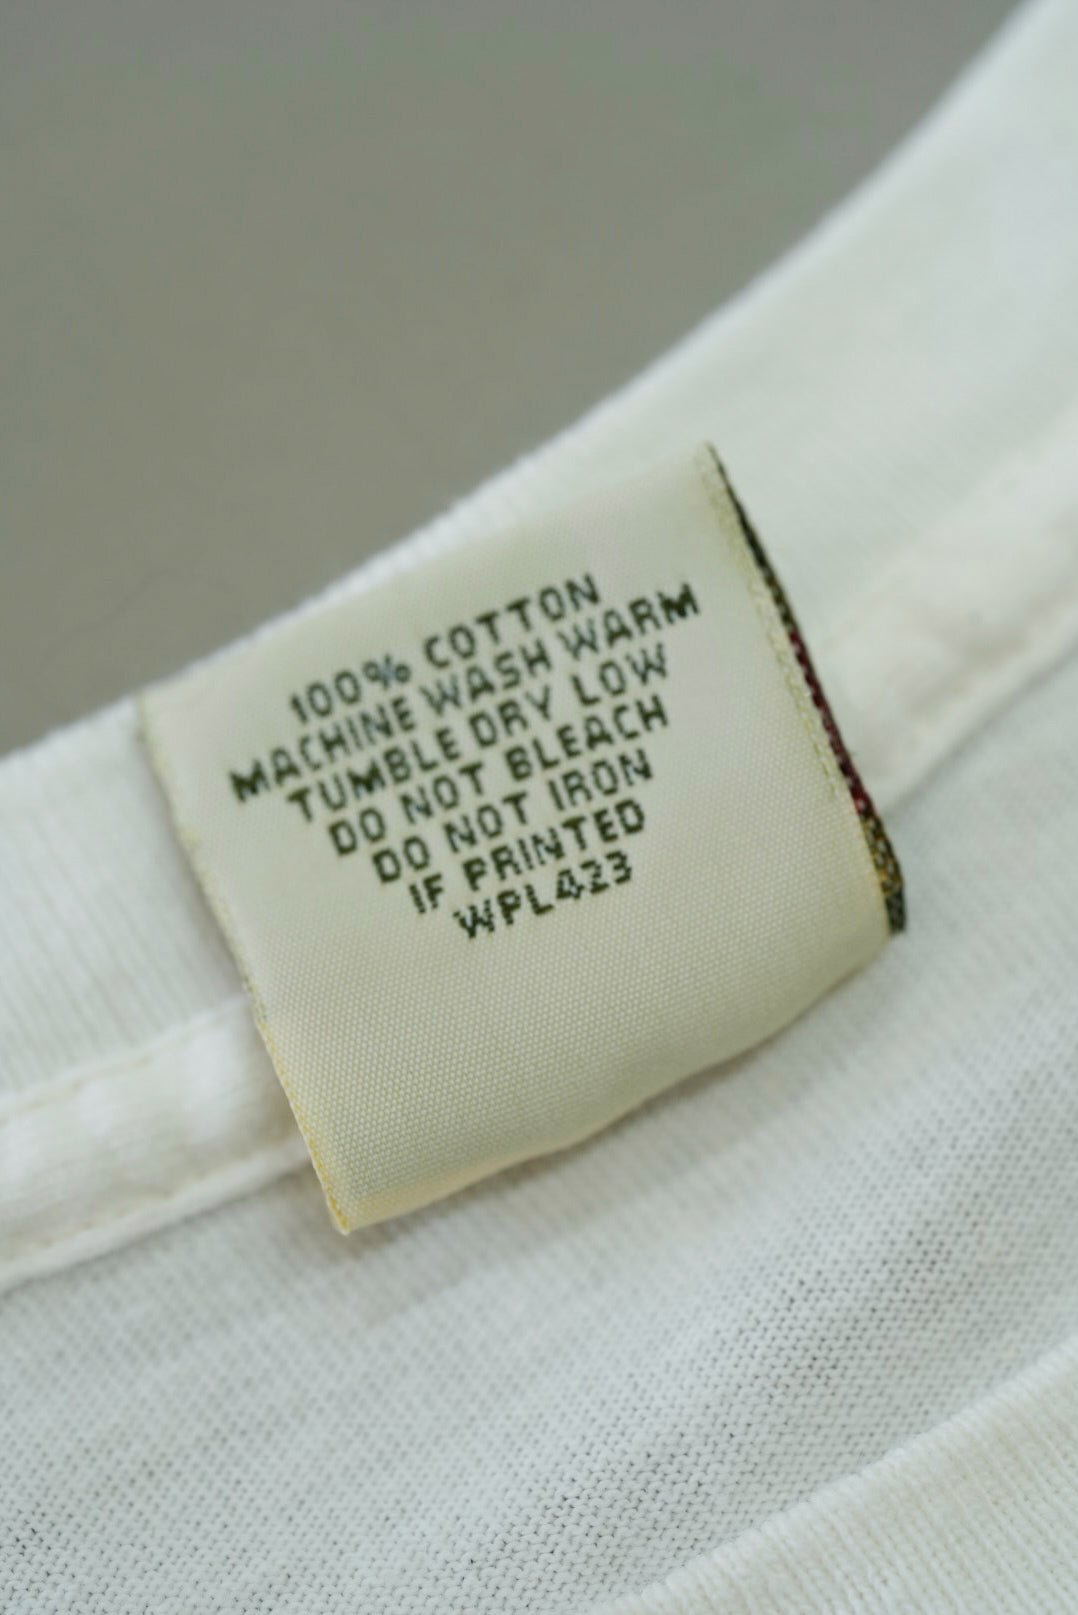 100% COTTON
MACHINE WASH WARM
TUMBLE DRY LOW
DO NOT BLEACH
DO NOT IRON
IF PRINTED
WPL423